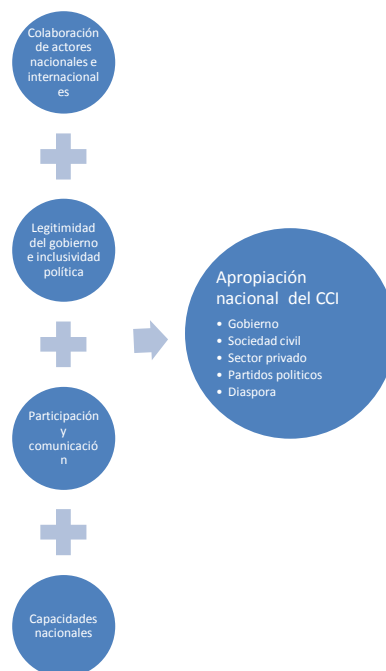 Colaboración
de actores
nacionales e
internacional
es
Legitimidad
del gobierno
e inclusividad
política
Participación
y
comunicació
n
Capacidades
nacionales
Apropiación
nacional del CCI
• Gobierno
• Sociedad civil
• Sector privado
• Partidos politicos
• Diaspora